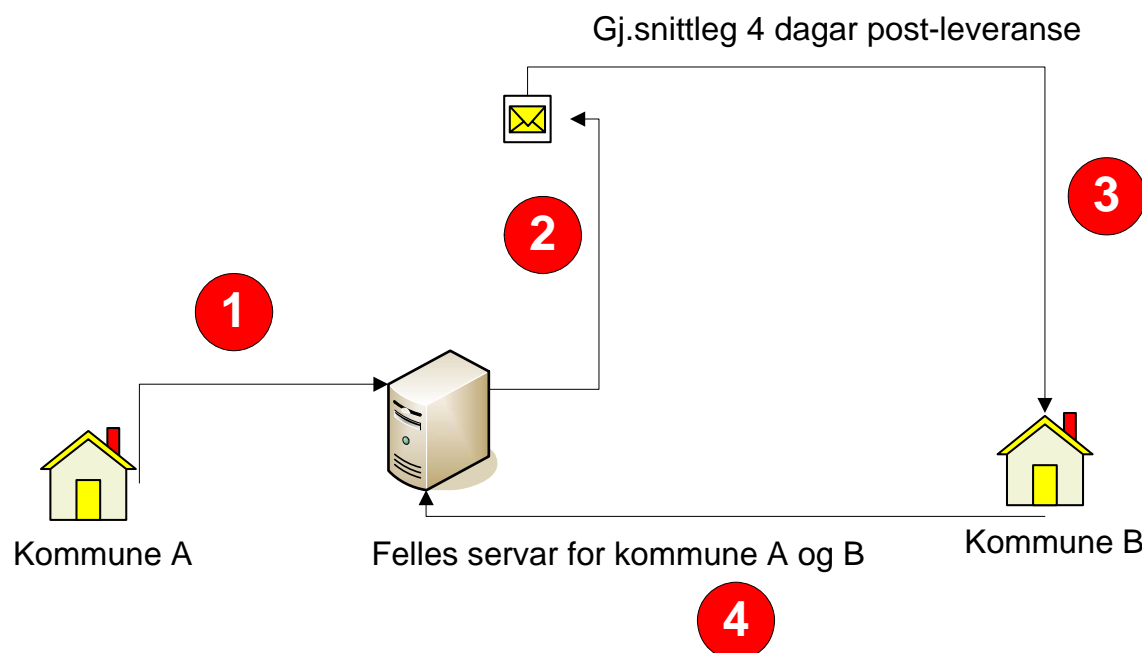 Gj.snittleg 4 dagar post-leveranse
3
2
1
Kommune A
Felles servar for kommune A og B
Kommune B
4